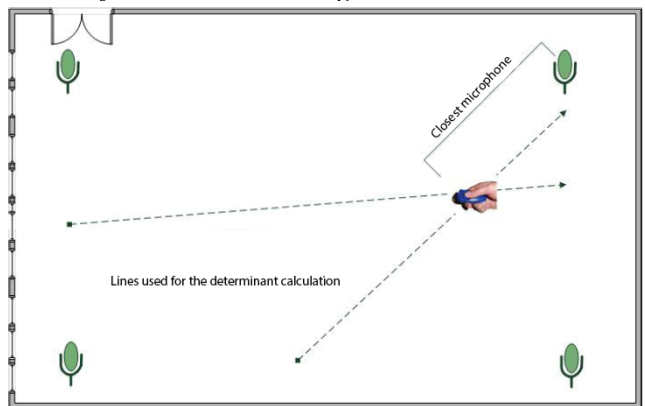 Closest microphone
Lines used for the determinant calculation